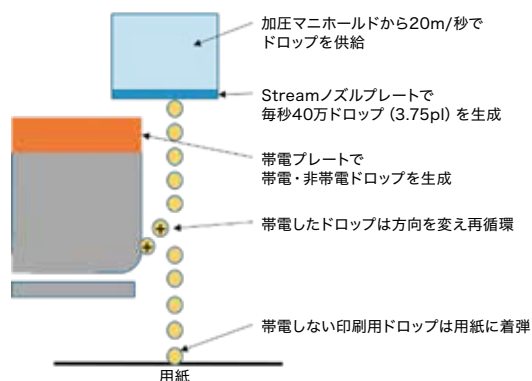 加圧マニホールドから20m/秒で
ドロップを供給
Streamノズルプレートで
毎秒40万ドロップ（3.75pl）を生成
帯電プレートで
帯電・非帯電ドロップを生成
帯電したドロップは方向を変え再循環
帯電しない印刷用ドロップは用紙に着弾
用紙